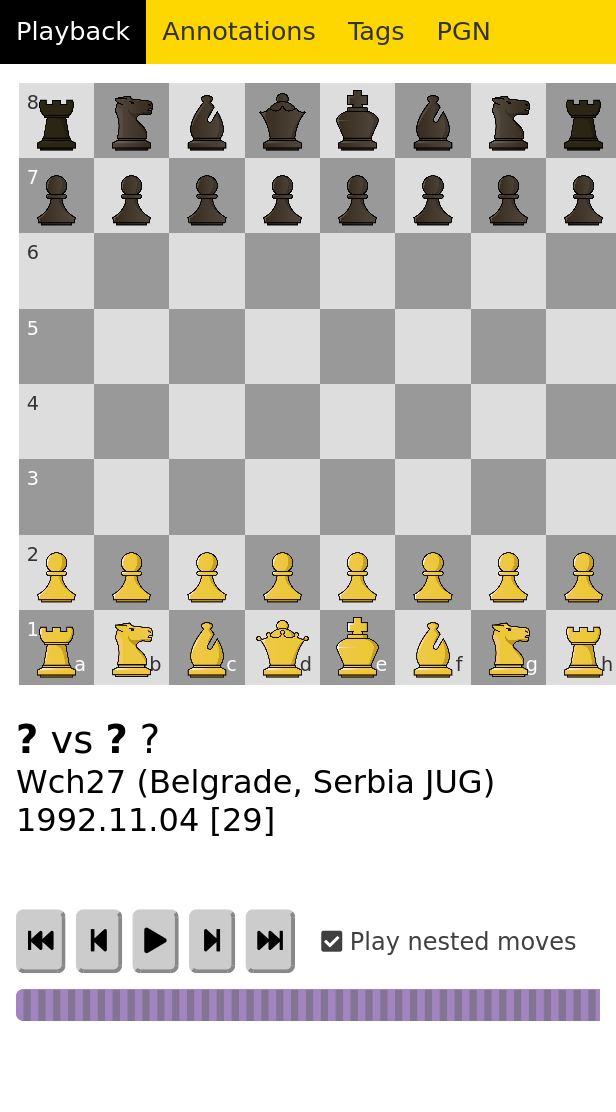 Playback Annotations Tags PGN
8
7
6
5
4
3
2
1
a b c d e f g h
? vs ? ?
Wch27 (Belgrade, Serbia JUG)
1992.11.04 [29]
Play nested moves